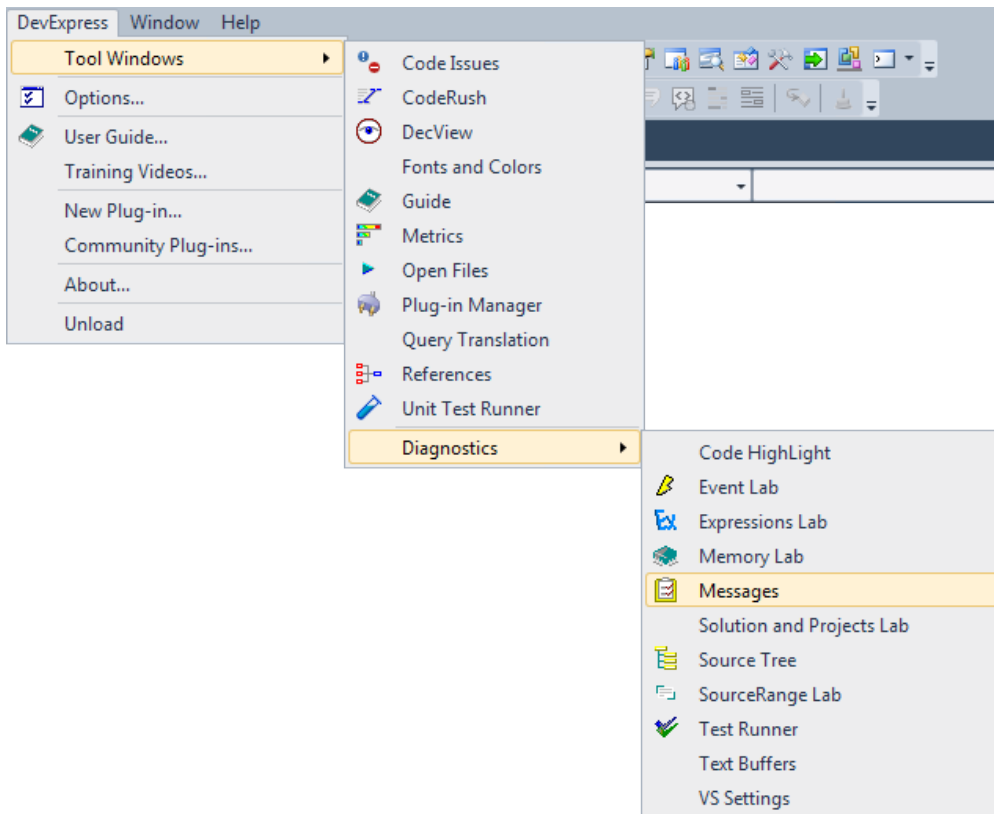 DevExpress Window Help
Tool Windows
Options...
User Guide...
Training Videos...
New Plug-in...
Community Plug-ins...
About...
Unload
Code Issues
CodeRush
DecView
Fonts and Colors
Guide
Metrics
Open Files
Plug-in Manager
Query Translation
References
Unit Test Runner
Diagnostics
Code HighLight
Event Lab
Expressions Lab
Memory Lab
Messages
Solution and Projects Lab
Source Tree
SourceRange Lab
Test Runner
Text Buffers
VS Settings